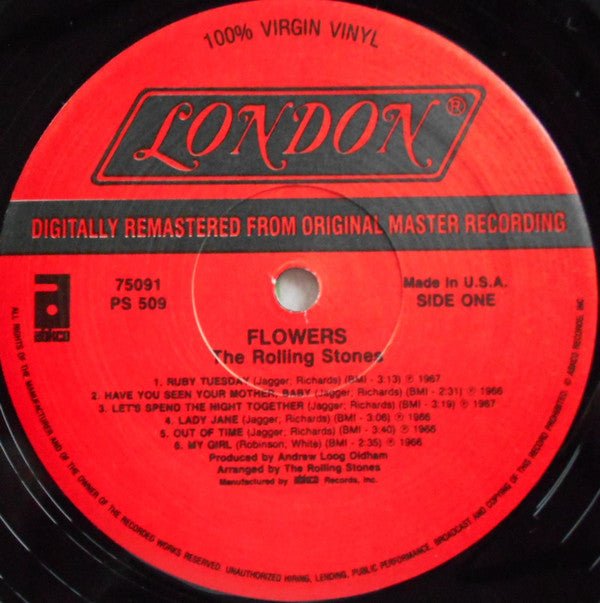 100% VIRGIN VINYL
LONDON®
DIGITALLY REMASTERED FROM ORIGINAL MASTER RECORDING
abkco
75091
PS 509
Made in U.S.A.
SIDE ONE
FLOWERS
The Rolling Stones
1. RUBY TUESDAY (Jagger; Richards) (BMI - 3:13) ℗ 1967
2. HAVE YOU SEEN YOUR MOTHER, BABY (Jagger; Richards) (BMI - 2:31) ℗ 1966
3. LET'S SPEND THE NIGHT TOGETHER (Jagger; Richards) (BMI - 3:19) ℗ 1967
4. LADY JANE (Jagger; Richards) (BMI - 3:06) ℗ 1966
5. OUT OF TIME (Jagger; Richards) (BMI - 3:40) ℗ 1966
6. MY GIRL (Robinson; White) (BMI - 2:35) ℗ 1966
Produced by Andrew Loog Oldham
Arranged by The Rolling Stones
Manufactured by abkco Records, Inc.
ALL RIGHTS OF THE MANUFACTURER AND OF THE OWNER OF THE RECORDED WORKS RESERVED. UNAUTHORIZED HIRING, LENDING, PUBLIC PERFORMANCE, BROADCAST AND COPYING OF THIS RECORD PROHIBITED. © ABKCO RECORDS, INC.